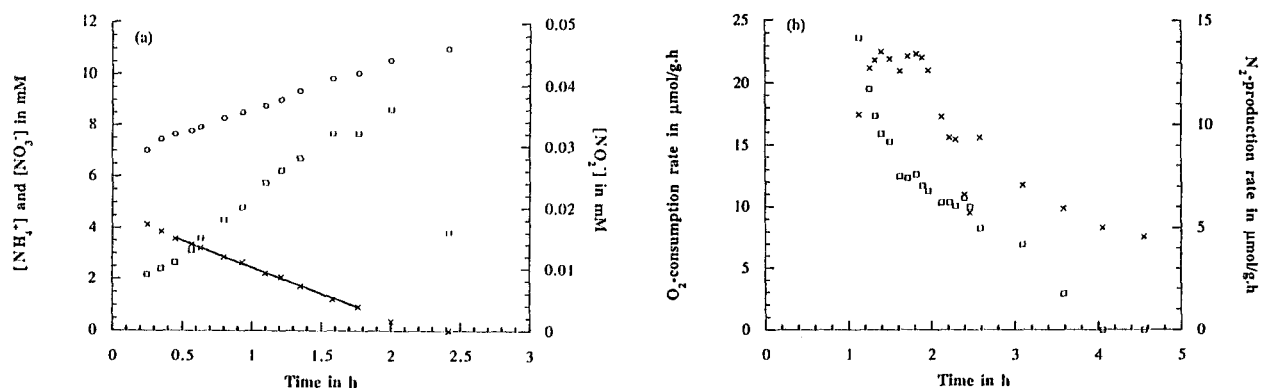 (a)
12
10
8
6
4
2
0
[NH4+] and [NO3-] in mM
0.05
0.04
0.03
0.02
0.01
0
[NO2-] in mM
0 0.5 1 1.5 2 2.5 3
Time in h
(b)
25
20
15
10
5
0
O2-consumption rate in μmol/g.h
15
10
5
0
N2-production rate in μmol/g.h
0 1 2 3 4 5
Time in h